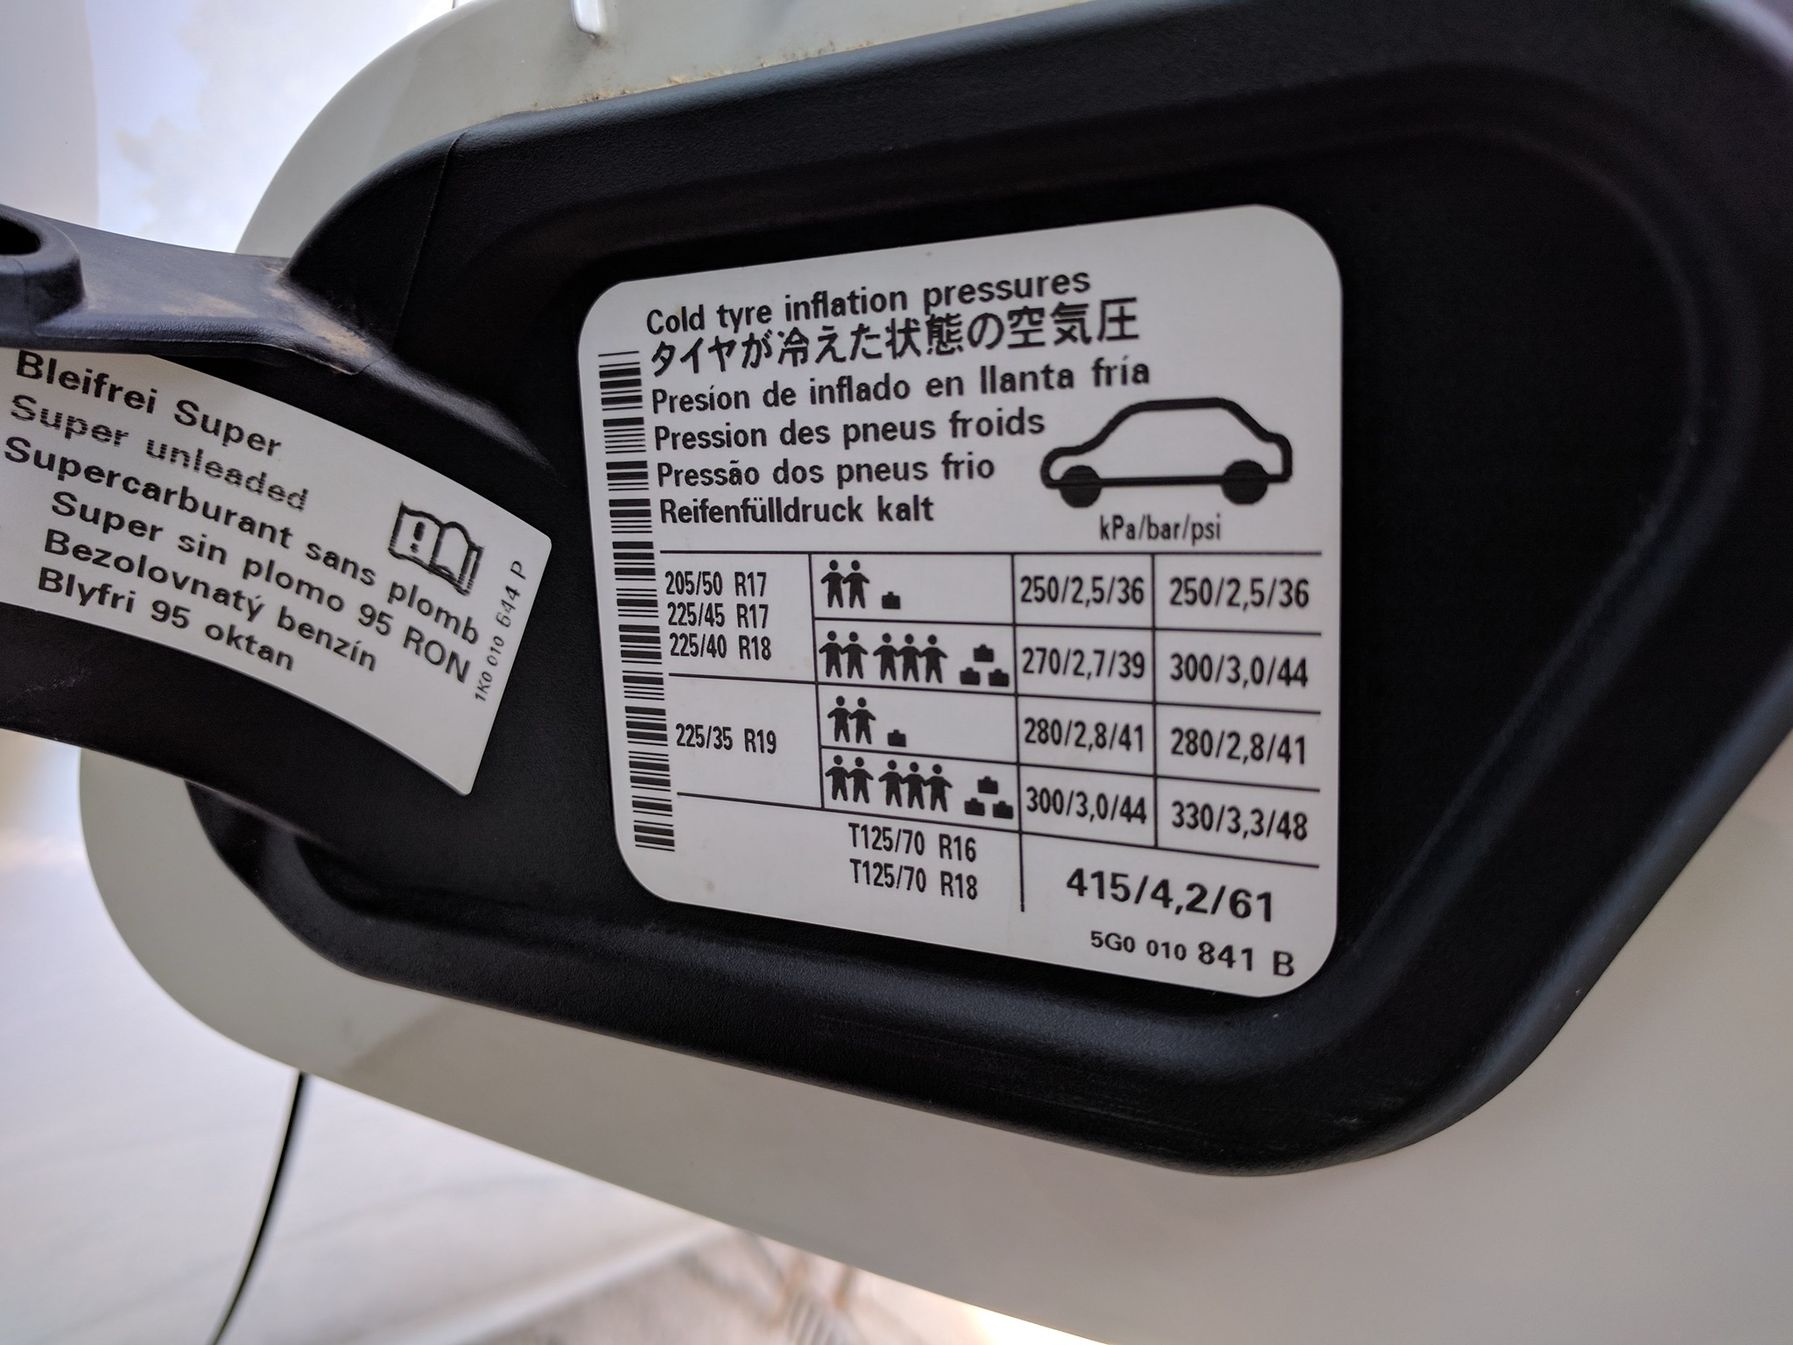 Bleifrei Super
Super unleaded
Supercarburant sans plomb
Super sin plomo 95 RON
Bezolovnatý benzín
Blyfri 95 oktan
1K0 010 644 P
Cold tyre inflation pressures
タイヤが冷えた状態の空気圧
Presíon de inflado en llanta fría
Pression des pneus froids
Pressão dos pneus frio
Reifenfülldruck kalt
kPa/bar/psi
205/50 R17
225/45 R17
225/40 R18
250/2,5/36 250/2,5/36
270/2,7/39 300/3,0/44
225/35 R19
280/2,8/41 280/2,8/41
300/3,0/44 330/3,3/48
T125/70 R16
T125/70 R18
415/4,2/61
5G0 010 841 B